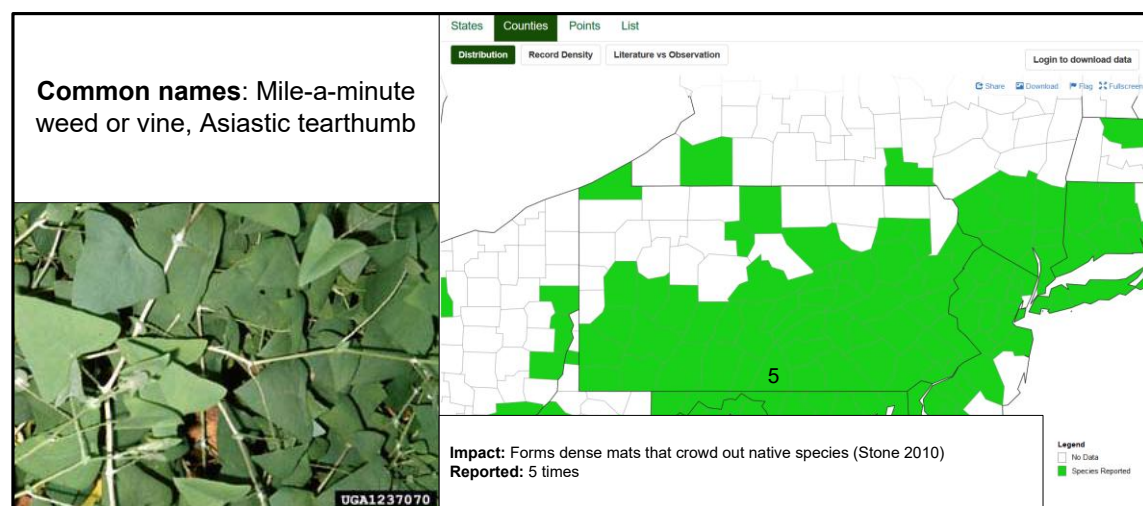 States Counties Points List
Distribution Record Density Literature vs Observation
Login to download data
Share Download Flag Fullscreen
Common names: Mile-a-minute
weed or vine, Asiastic tearthumb
5
Impact: Forms dense mats that crowd out native species (Stone 2010)
Reported: 5 times
Legend
No Data
Species Reported
UGA1237070